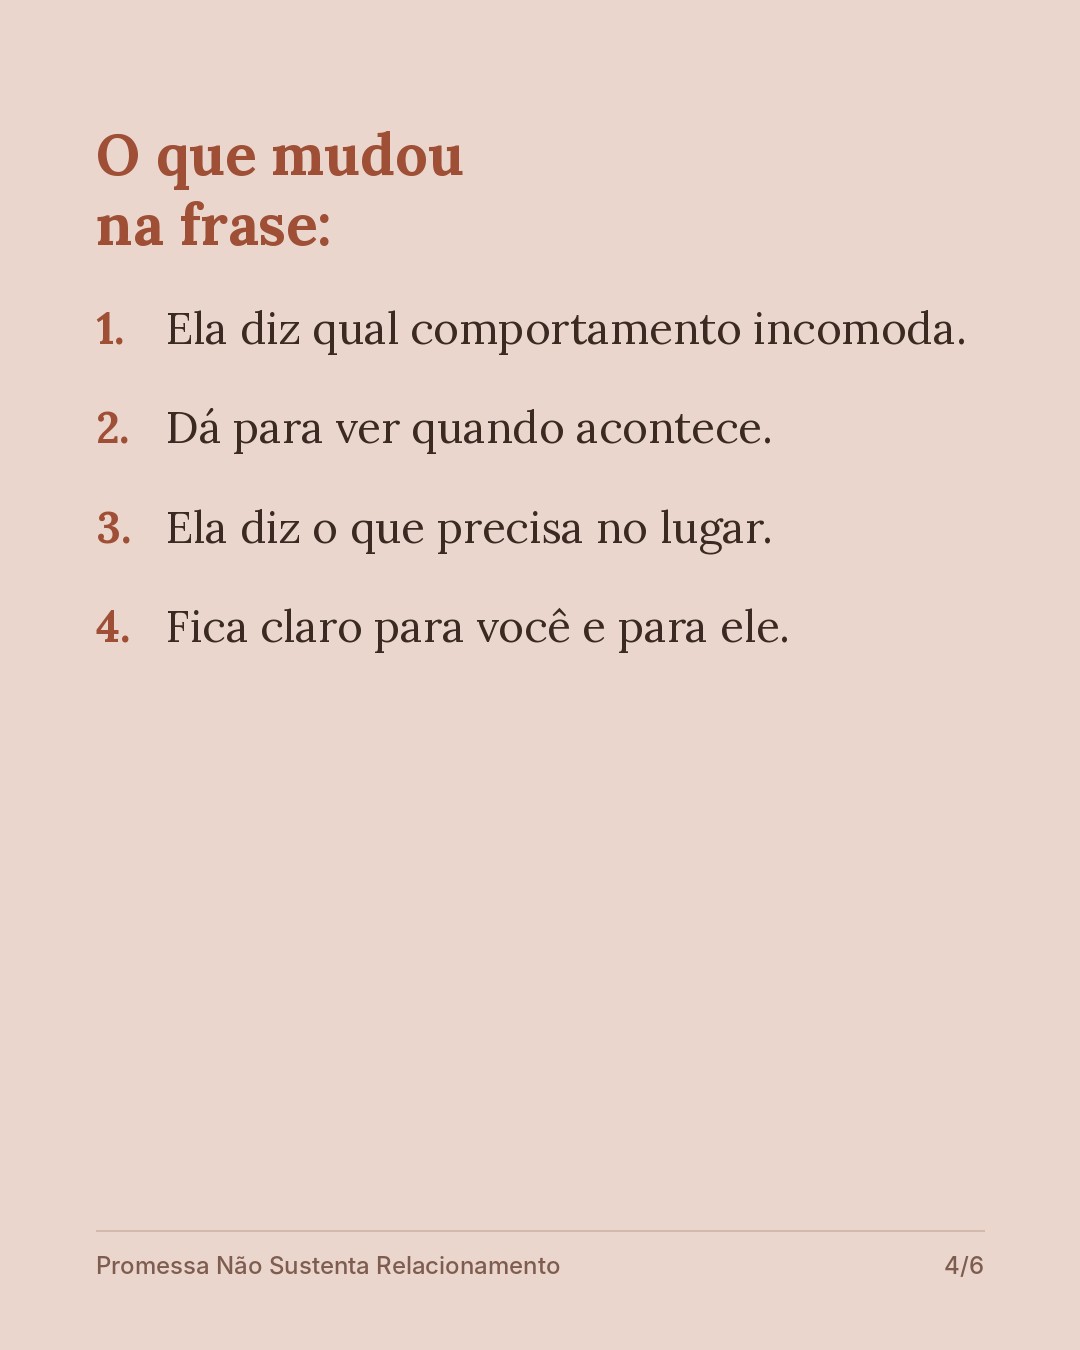 O que mudou
na frase:
1. Ela diz qual comportamento incomoda.
2. Dá para ver quando acontece.
3. Ela diz o que precisa no lugar.
4. Fica claro para você e para ele.
Promessa Não Sustenta Relacionamento 4/6